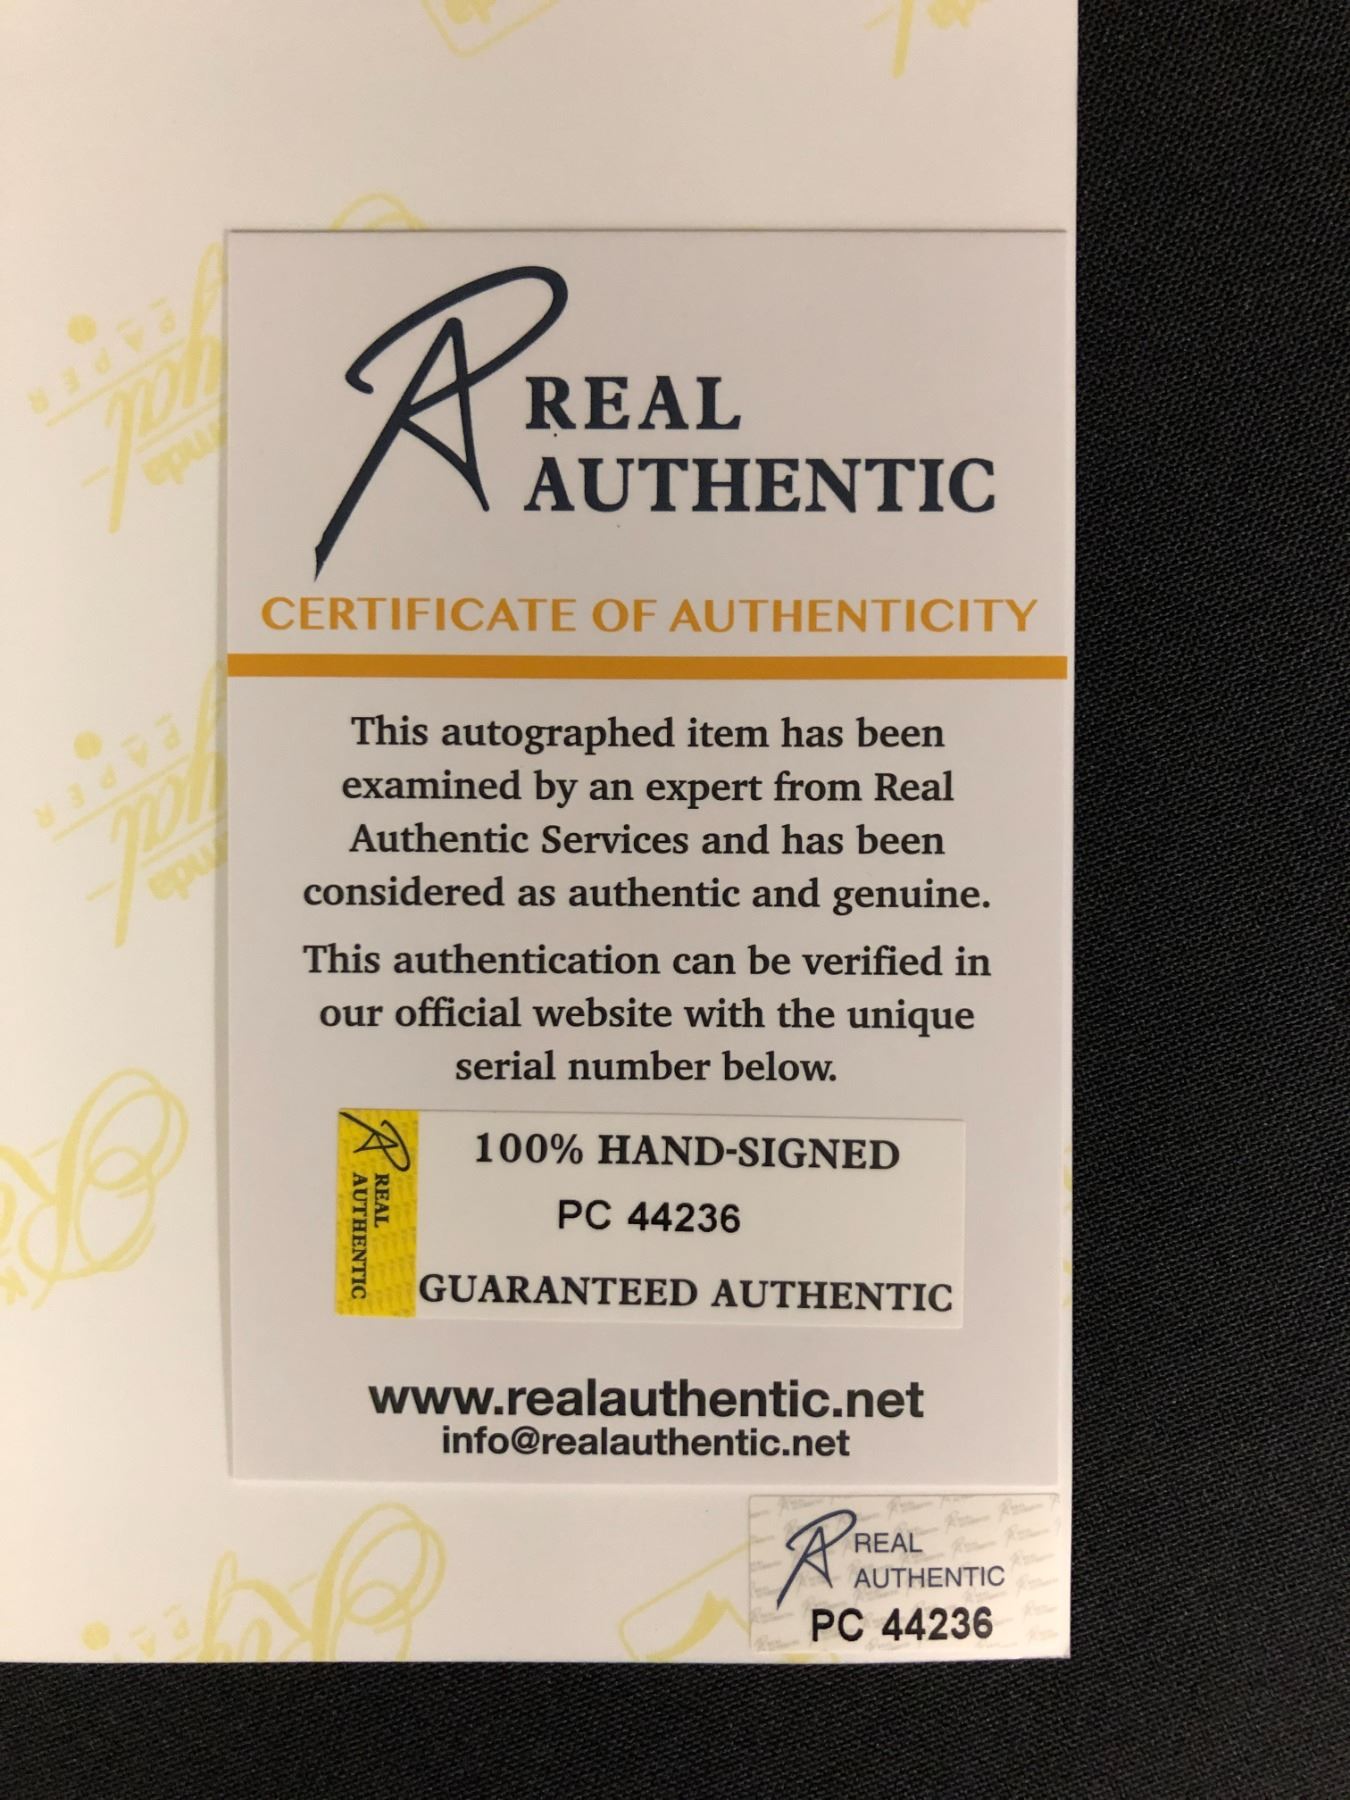 REAL
AUTHENTIC
CERTIFICATE OF AUTHENTICITY
This autographed item has been
examined by an expert from Real
Authentic Services and has been
considered as authentic and genuine.
This authentication can be verified in
our official website with the unique
serial number below.
REAL
AUTHENTIC
100% HAND-SIGNED
PC 44236
GUARANTEED AUTHENTIC
www.realauthentic.net
info@realauthentic.net
REAL
AUTHENTIC
PC 44236